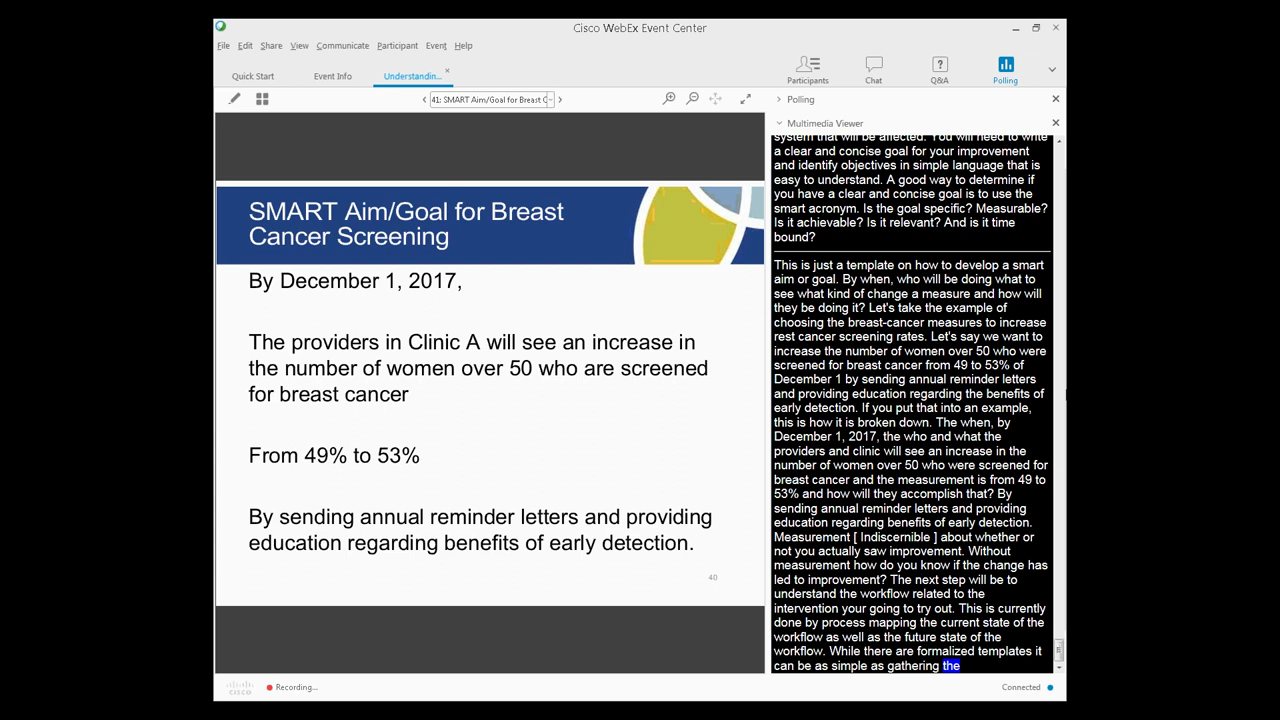 Cisco WebEx Event Center
File Edit Share View Communicate Participant Event Help
Quick Start Event Info Understandin...
Participants Chat Q&A Polling
41: SMART Aim/Goal for Breast C
SMART Aim/Goal for Breast
Cancer Screening
By December 1, 2017,
The providers in Clinic A will see an increase in
the number of women over 50 who are screened
for breast cancer
From 49% to 53%
By sending annual reminder letters and providing
education regarding benefits of early detection.
40
Polling
Multimedia Viewer
system that will be affected. You will need to write
a clear and concise goal for your improvement
and identify objectives in simple language that is
easy to understand. A good way to determine if
you have a clear and concise goal is to use the
smart acronym. Is the goal specific? Measurable?
Is it achievable? Is it relevant? And is it time
bound?
This is just a template on how to develop a smart
aim or goal. By when, who will be doing what to
see what kind of change a measure and how will
they be doing it? Let's take the example of
choosing the breast-cancer measures to increase
rest cancer screening rates. Let's say we want to
increase the number of women over 50 who were
screened for breast cancer from 49 to 53% of
December 1 by sending annual reminder letters
and providing education regarding the benefits of
early detection. If you put that into an example,
this is how it is broken down. The when, by
December 1, 2017, the who and what the
providers and clinic will see an increase in the
number of women over 50 who were screened for
breast cancer and the measurement is from 49 to
53% and how will they accomplish that? By
sending annual reminder letters and providing
education regarding benefits of early detection.
Measurement [ Indiscernible ] about whether or
not you actually saw improvement. Without
measurement how do you know if the change has
led to improvement? The next step will be to
understand the workflow related to the
intervention your going to try out. This is currently
done by process mapping the current state of the
workflow as well as the future state of the
workflow. While there are formalized templates it
can be as simple as gathering the
cisco Recording... Connected